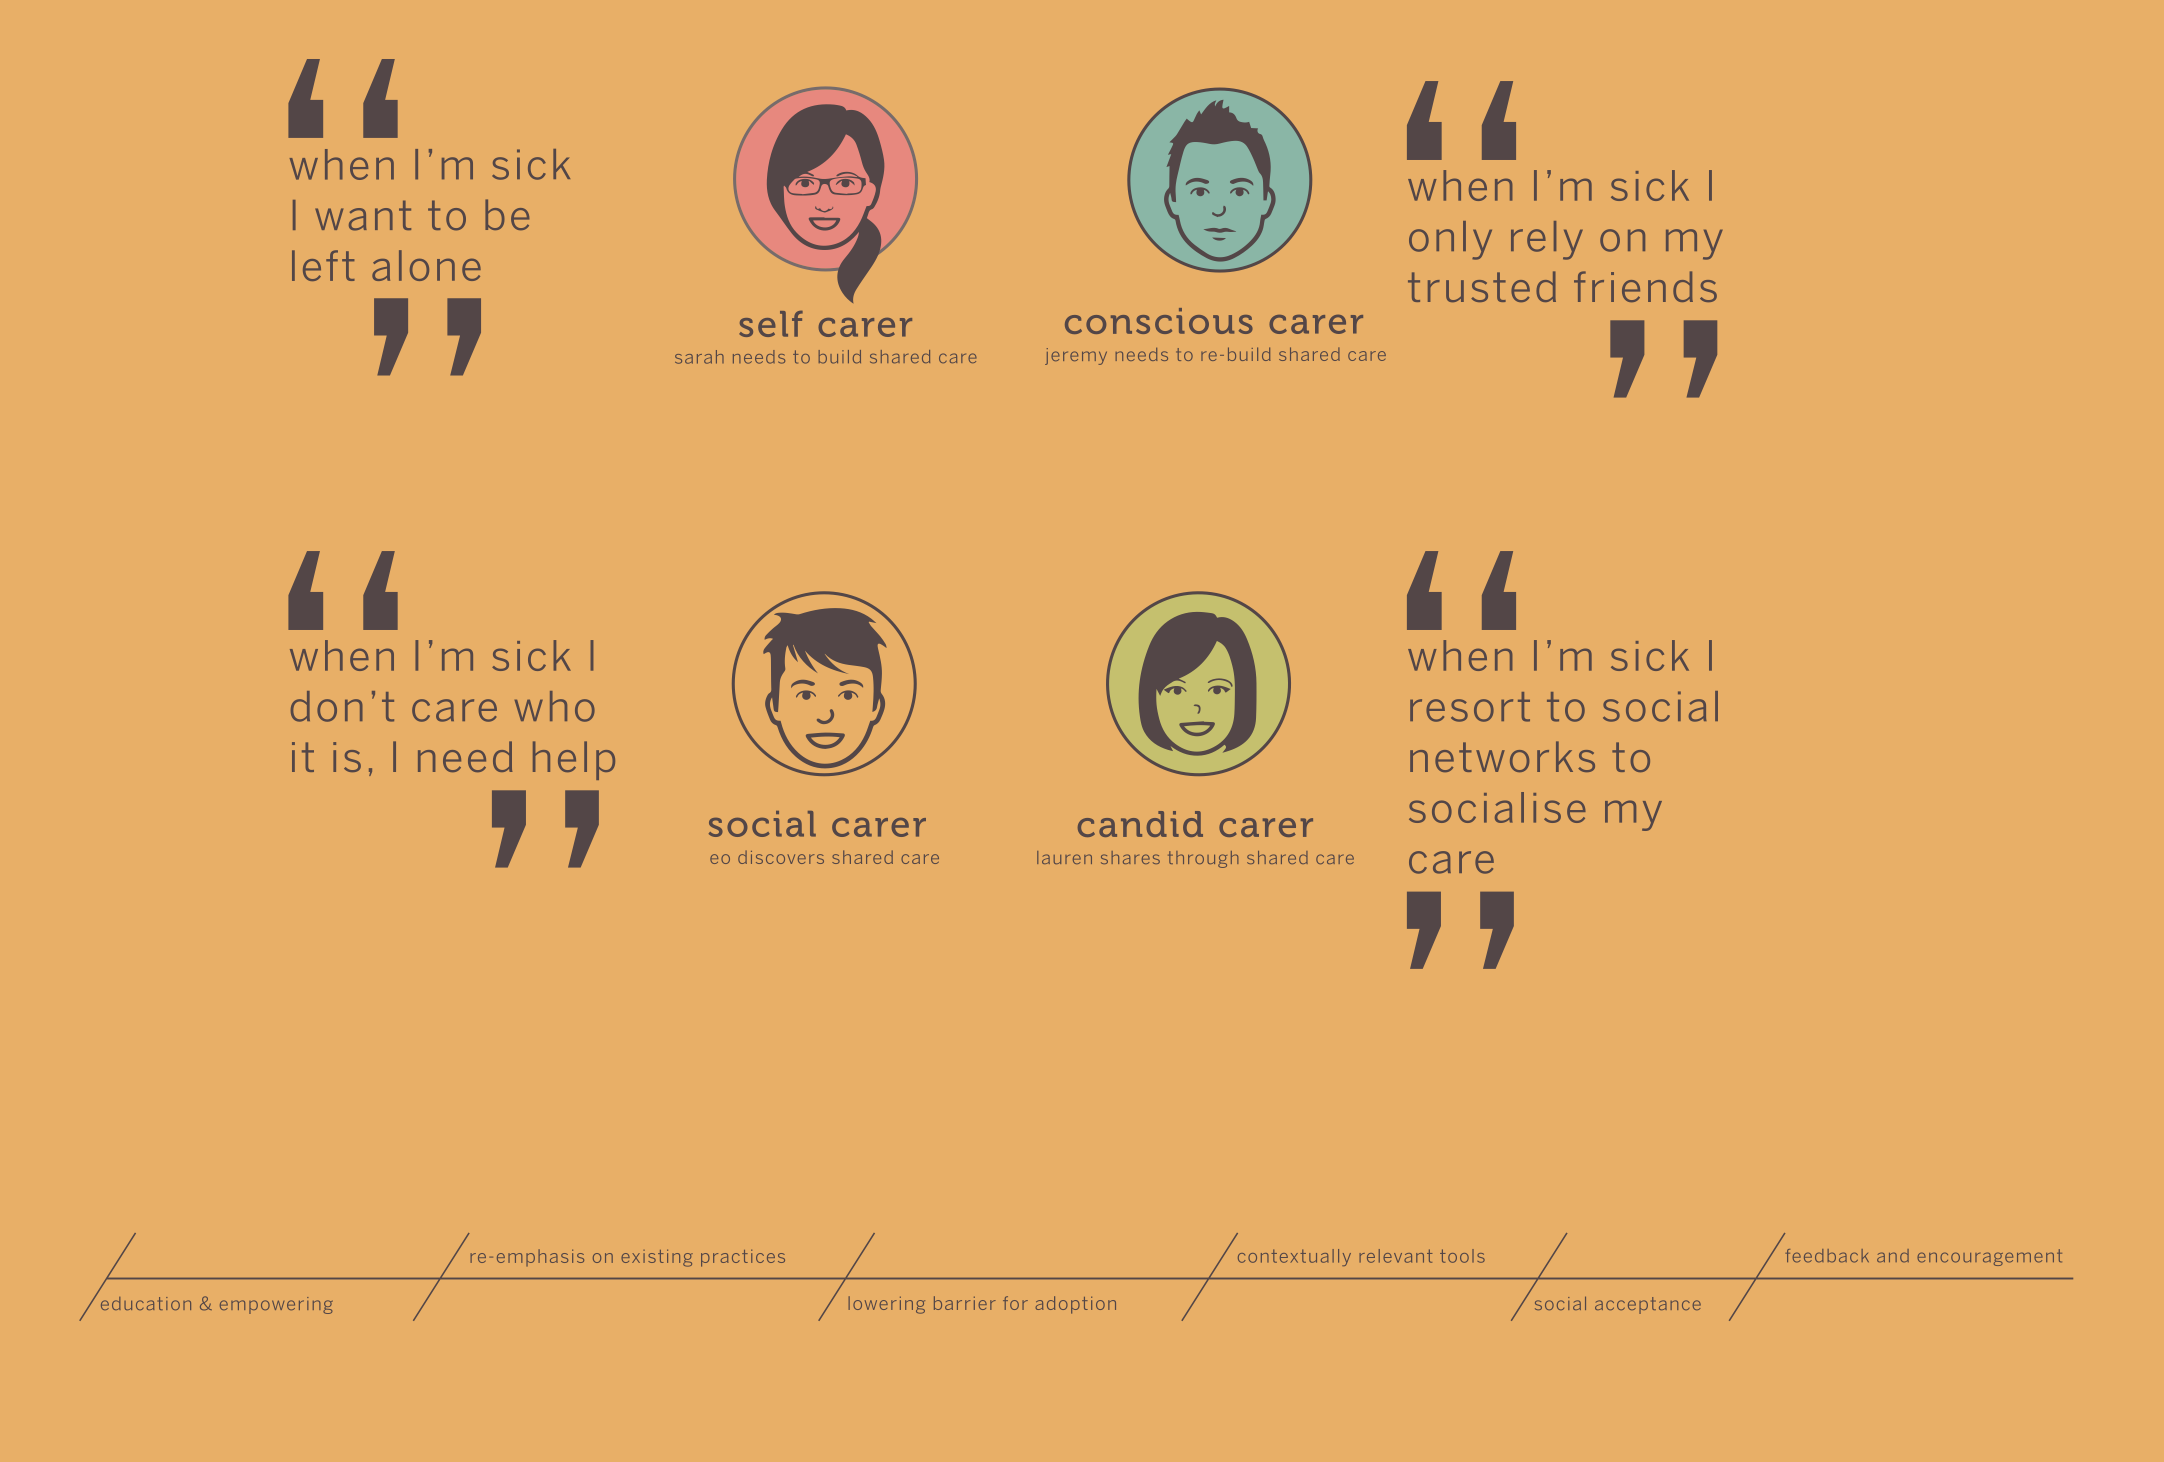 “
when I’m sick
I want to be
left alone
”
self carer
sarah needs to build shared care
conscious carer
jeremy needs to re-build shared care
“
when I’m sick I
only rely on my
trusted friends
”
“
when I’m sick I
don’t care who
it is, I need help
”
social carer
eo discovers shared care
candid carer
lauren shares through shared care
“
when I’m sick I
resort to social
networks to
socialise my
care
”
education & empowering
re-emphasis on existing practices
lowering barrier for adoption
contextually relevant tools
social acceptance
feedback and encouragement